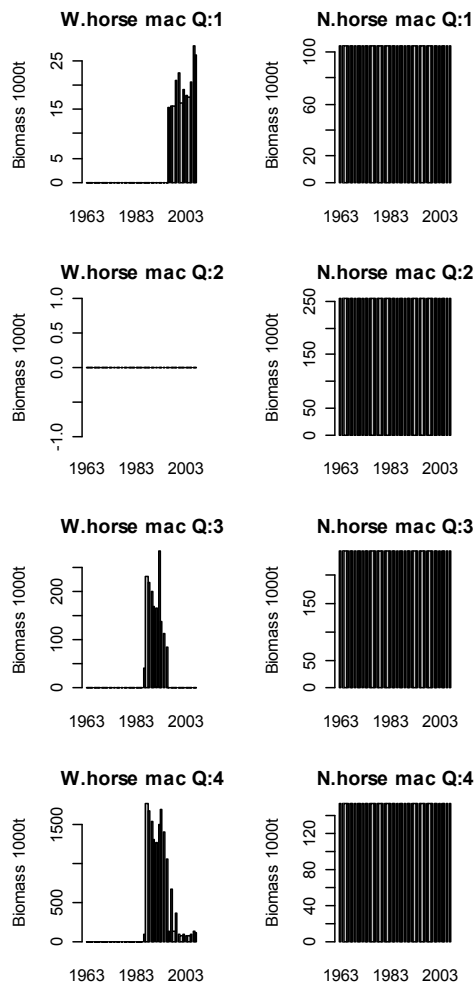 W.horse mac Q:1
N.horse mac Q:1
Biomass 1000t
0 5 15 25
1963 1983 2003
Biomass 1000t
0 20 60 100
1963 1983 2003
W.horse mac Q:2
N.horse mac Q:2
Biomass 1000t
-1.0 0.0 0.5 1.0
1963 1983 2003
Biomass 1000t
0 50 150 250
1963 1983 2003
W.horse mac Q:3
N.horse mac Q:3
Biomass 1000t
0 100 200
1963 1983 2003
Biomass 1000t
0 50 150
1963 1983 2003
W.horse mac Q:4
N.horse mac Q:4
Biomass 1000t
0 500 1500
1963 1983 2003
Biomass 1000t
0 40 80 120
1963 1983 2003